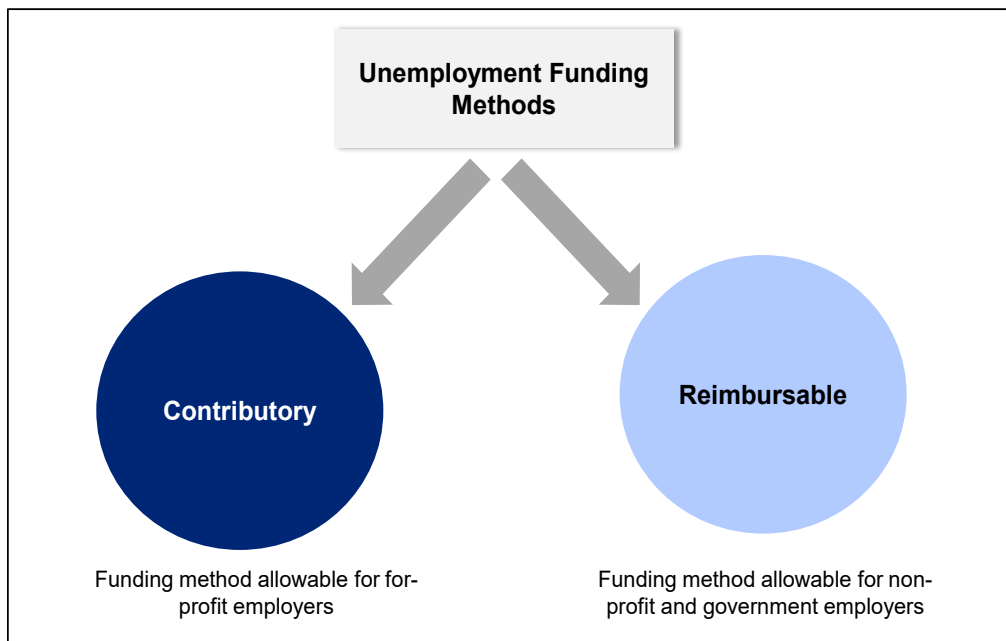 Unemployment Funding
Methods
Contributory
Reimbursable
Funding method allowable for for-
profit employers
Funding method allowable for non-
profit and government employers